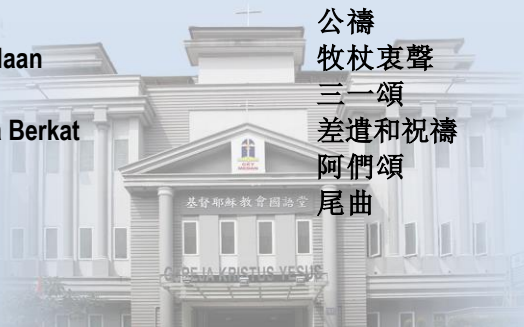 公禱
laan 牧杖衷聲
三一頌
Berkat 差遣和祝禱
阿們頌
尾曲
基督耶穌教會國語堂
GEREJA KRISTUS YESUS